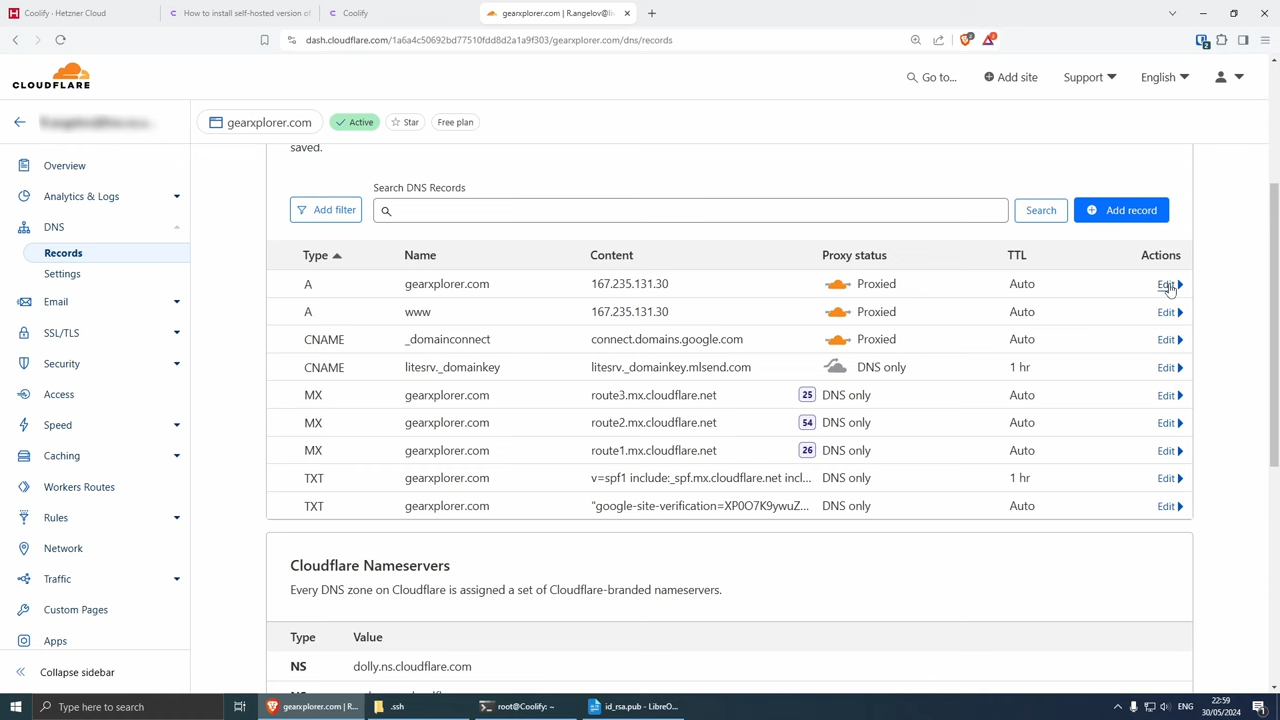 Coolify · Hetzner Cloud
How to install self-hosted version of
Coolify
gearxplorer.com | R.angelov@li
dash.cloudflare.com/1a6a4c50692bd77510fdd8d2a1a9f303/gearxplorer.com/dns/records
2
CLOUDFLARE
Go to...
Add site
Support
English
gearxplorer.com
Active
Star
Free plan
saved.
Overview
Analytics & Logs
DNS
Records
Settings
Email
SSL/TLS
Security
Access
Speed
Caching
Workers Routes
Rules
Network
Traffic
Custom Pages
Apps
Collapse sidebar
Search DNS Records
Add filter
Search
Add record
Type Name Content Proxy status TTL Actions
A gearxplorer.com 167.235.131.30 Proxied Auto Edit
A www 167.235.131.30 Proxied Auto Edit
CNAME _domainconnect connect.domains.google.com Proxied Auto Edit
CNAME litesrv._domainkey litesrv._domainkey.mlsend.com DNS only 1 hr Edit
MX gearxplorer.com route3.mx.cloudflare.net 25 DNS only Auto Edit
MX gearxplorer.com route2.mx.cloudflare.net 54 DNS only Auto Edit
MX gearxplorer.com route1.mx.cloudflare.net 26 DNS only Auto Edit
TXT gearxplorer.com v=spf1 include:_spf.mx.cloudflare.net incl... DNS only 1 hr Edit
TXT gearxplorer.com "google-site-verification=XP0O7K9ywuZ... DNS only Auto Edit
Cloudflare Nameservers
Every DNS zone on Cloudflare is assigned a set of Cloudflare-branded nameservers.
Type Value
NS dolly.ns.cloudflare.com
Type here to search
gearxplorer.com | R...
.ssh
root@Coolify: ~
id_rsa.pub - LibreO...
ENG
22:59
30/05/2024